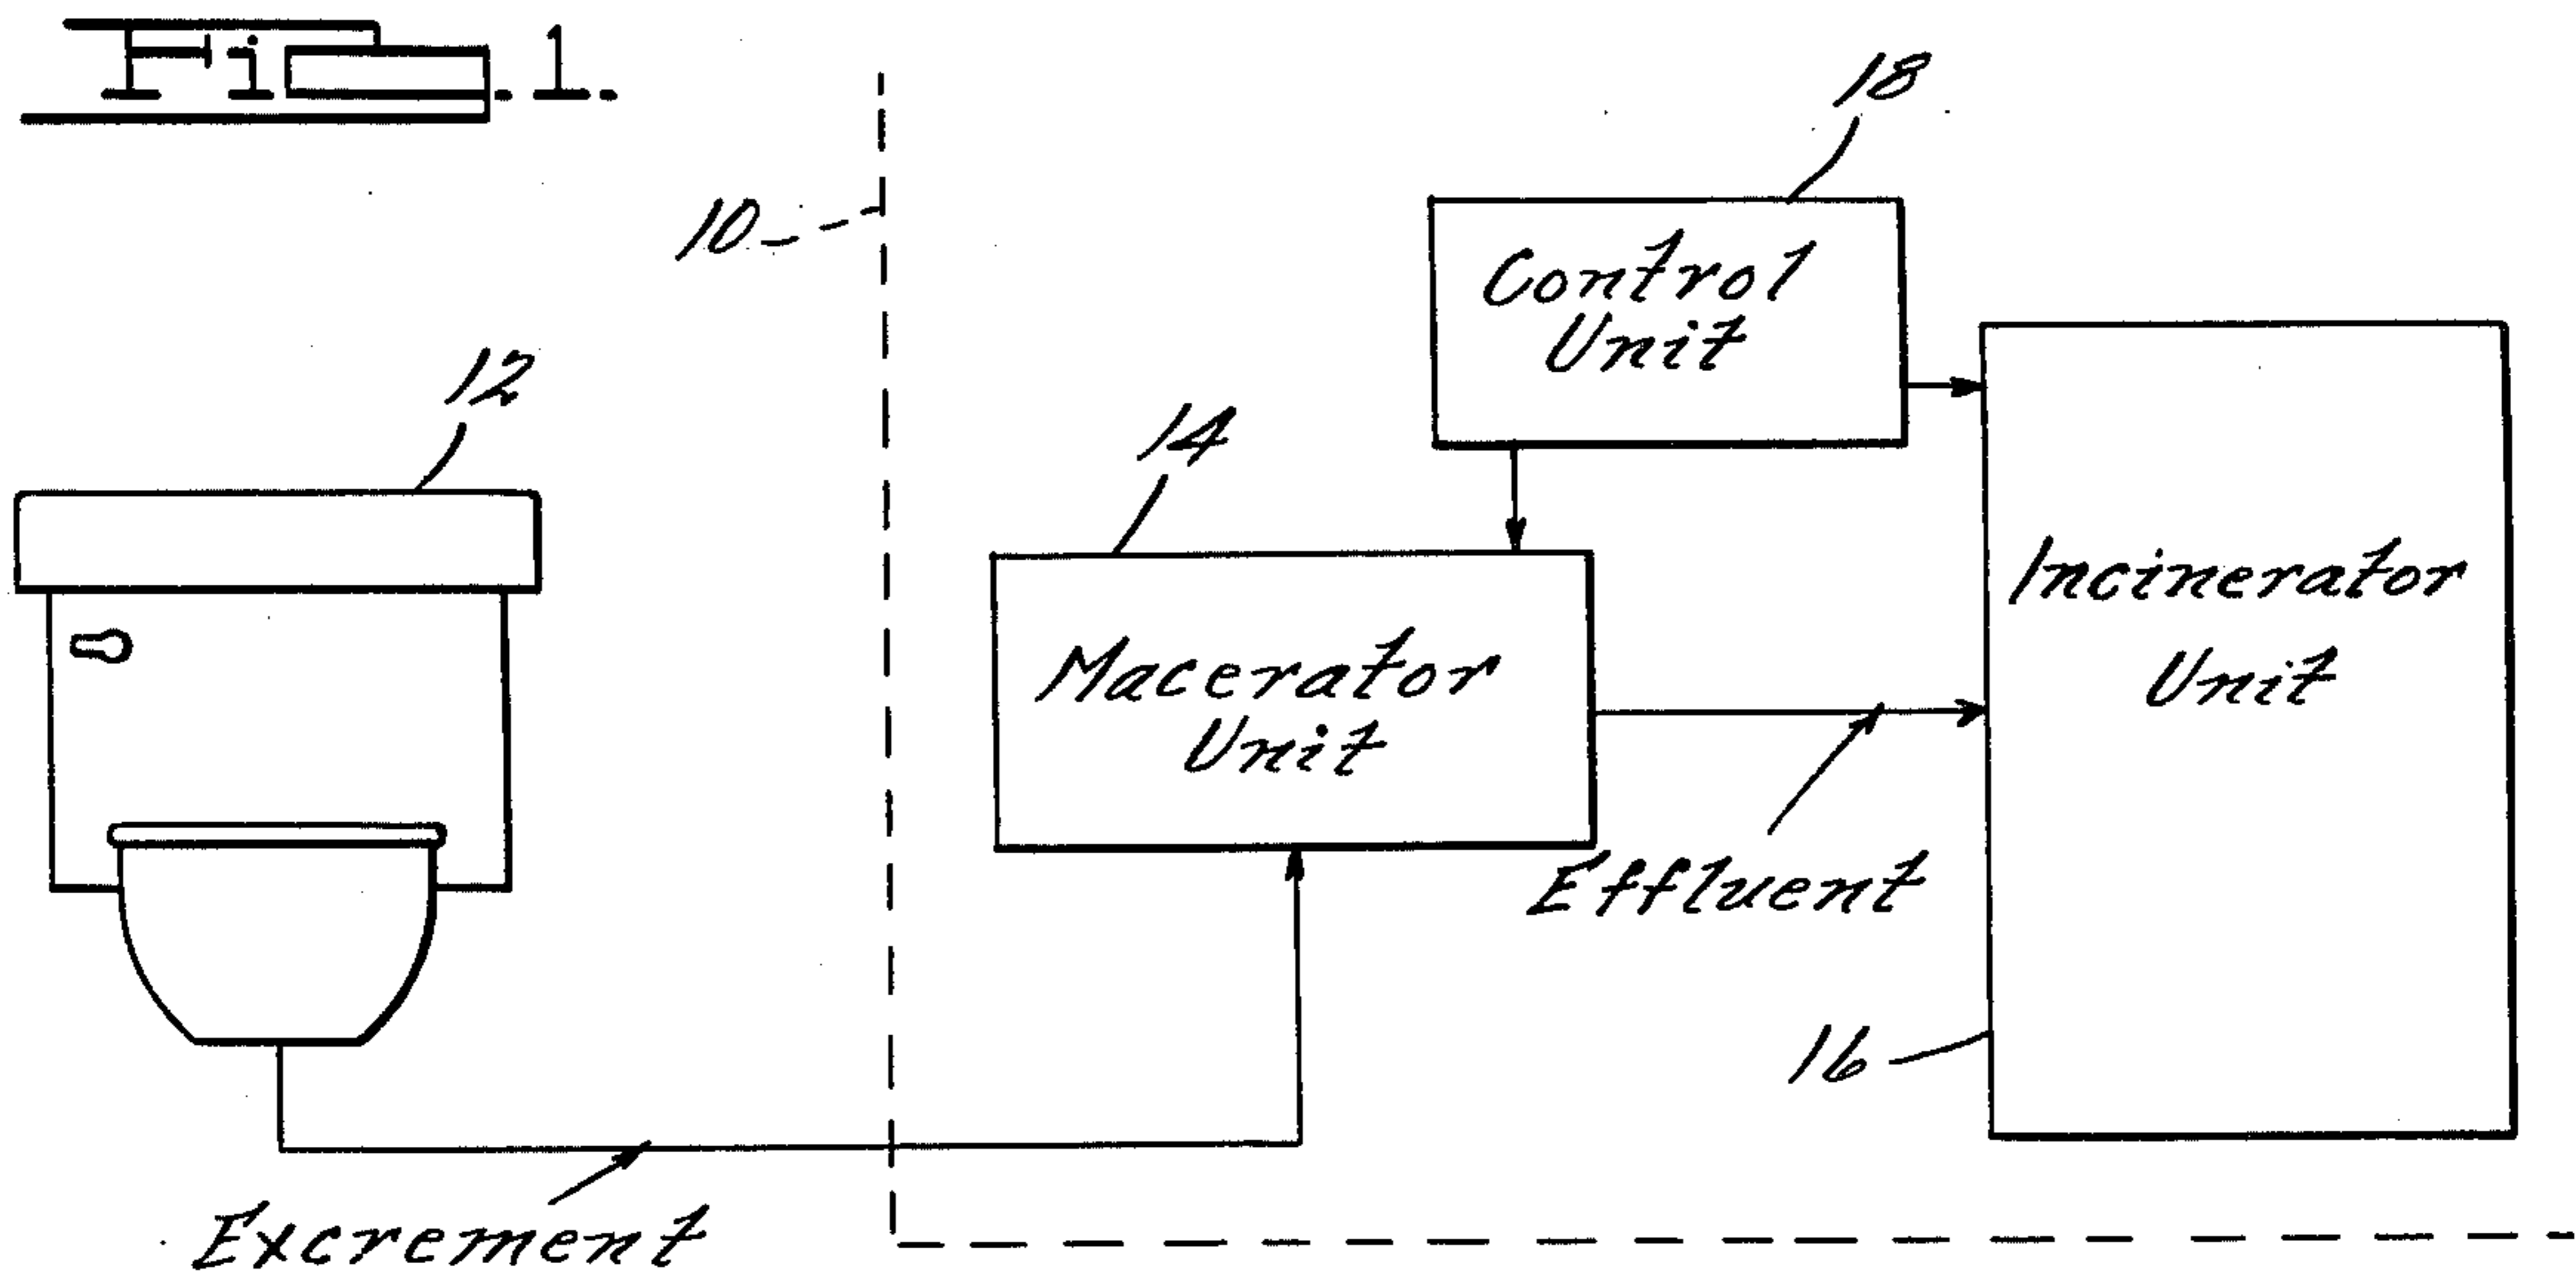 Fig. 1.
18
10
Control
Unit
12
14
Incinerator
Unit
Macerator
Unit
Effluent
16
Excrement